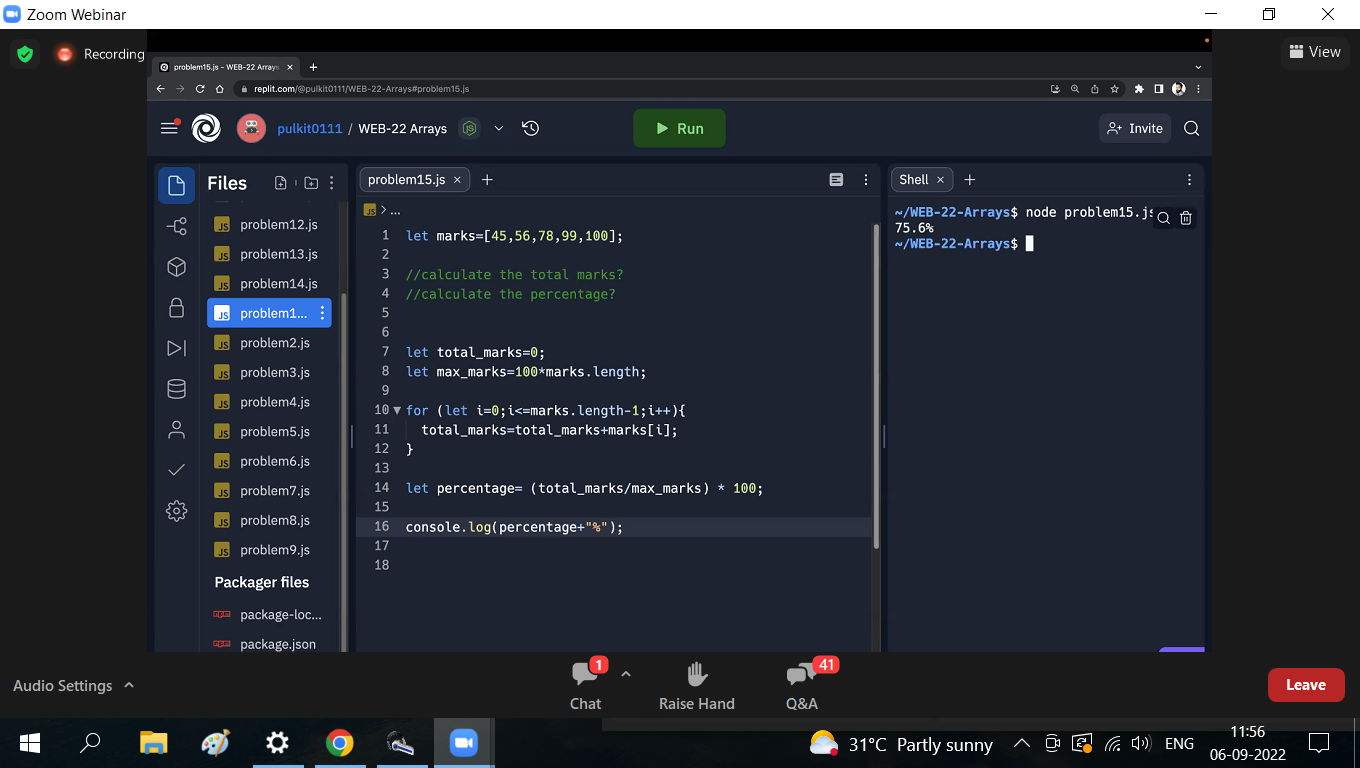 Zoom Webinar
Recording
View
problem15.js - WEB-22 Arrays
replit.com/@pulkit0111/WEB-22-Arrays#problem15.js
pulkit0111 / WEB-22 Arrays
Run
Invite
Files
problem12.js
problem13.js
problem14.js
problem1...
problem2.js
problem3.js
problem4.js
problem5.js
problem6.js
problem7.js
problem8.js
problem9.js
Packager files
package-loc...
package.json
problem15.js
JS > ...
1 let marks=[45,56,78,99,100];
2
3 //calculate the total marks?
4 //calculate the percentage?
5
6
7 let total_marks=0;
8 let max_marks=100*marks.length;
9
10 for (let i=0;i<=marks.length-1;i++){
11 total_marks=total_marks+marks[i];
12 }
13
14 let percentage= (total_marks/max_marks) * 100;
15
16 console.log(percentage+"%");
17
18
Shell
~/WEB-22-Arrays$ node problem15.js
75.6%
~/WEB-22-Arrays$
Audio Settings
1
Chat
Raise Hand
41
Q&A
Leave
31°C Partly sunny
ENG
11:56
06-09-2022